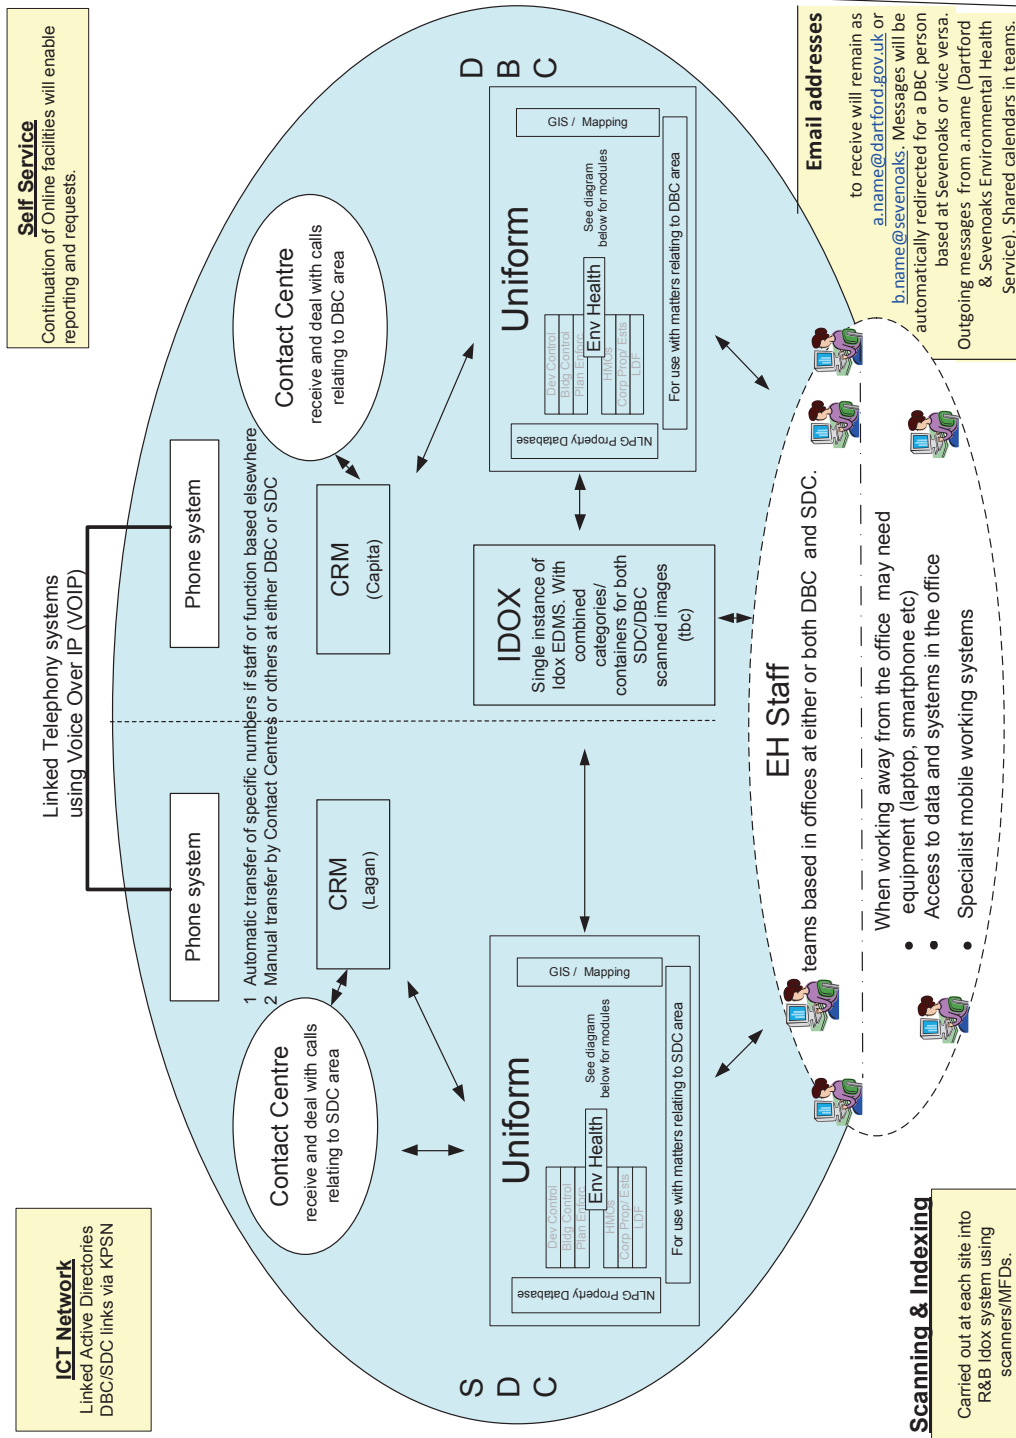 ICT Network
Linked Active Directories
DBC/SDC links via KPSN
Linked Telephony systems
using Voice Over IP (VOIP)
Self Service
Continuation of Online facilities will enable
reporting and requests.
Phone system
Phone system
1 Automatic transfer of specific numbers if staff or function based elsewhere
2 Manual transfer by Contact Centres or others at either DBC or SDC
Contact Centre
receive and deal with calls
relating to SDC area
CRM
(Lagan)
CRM
(Capita)
Contact Centre
receive and deal with calls
relating to DBC area
S
D
C
D
B
C
Uniform
NLPG Property Database
Dev Control
Bldg Control
Plan Enforc
Env Health
HMOs
Corp Prop/ Ests
LDF
See diagram
below for modules
GIS / Mapping
For use with matters relating to SDC area
IDOX
Single instance of
Idox EDMS. With
combined
categories/
containers for both
SDC/DBC
scanned images
(tbc)
Uniform
NLPG Property Database
Dev Control
Bldg Control
Plan Enforc
Env Health
HMOs
Corp Prop/ Ests
LDF
See diagram
below for modules
GIS / Mapping
For use with matters relating to DBC area
EH Staff
teams based in offices at either or both DBC and SDC.
When working away from the office may need
equipment (laptop, smartphone etc)
• Access to data and systems in the office
• Specialist mobile working systems
Scanning & Indexing
Carried out at each site into
R&B Idox system using
scanners/MFDs.
Email addresses
to receive will remain as
a.name@dartford.gov.uk or
b.name@sevenoaks. Messages will be
automatically redirected for a DBC person
based at Sevenoaks or vice versa.
Outgoing messages from a.name (Dartford
& Sevenoaks Environmental Health
Service). Shared calendars in teams.